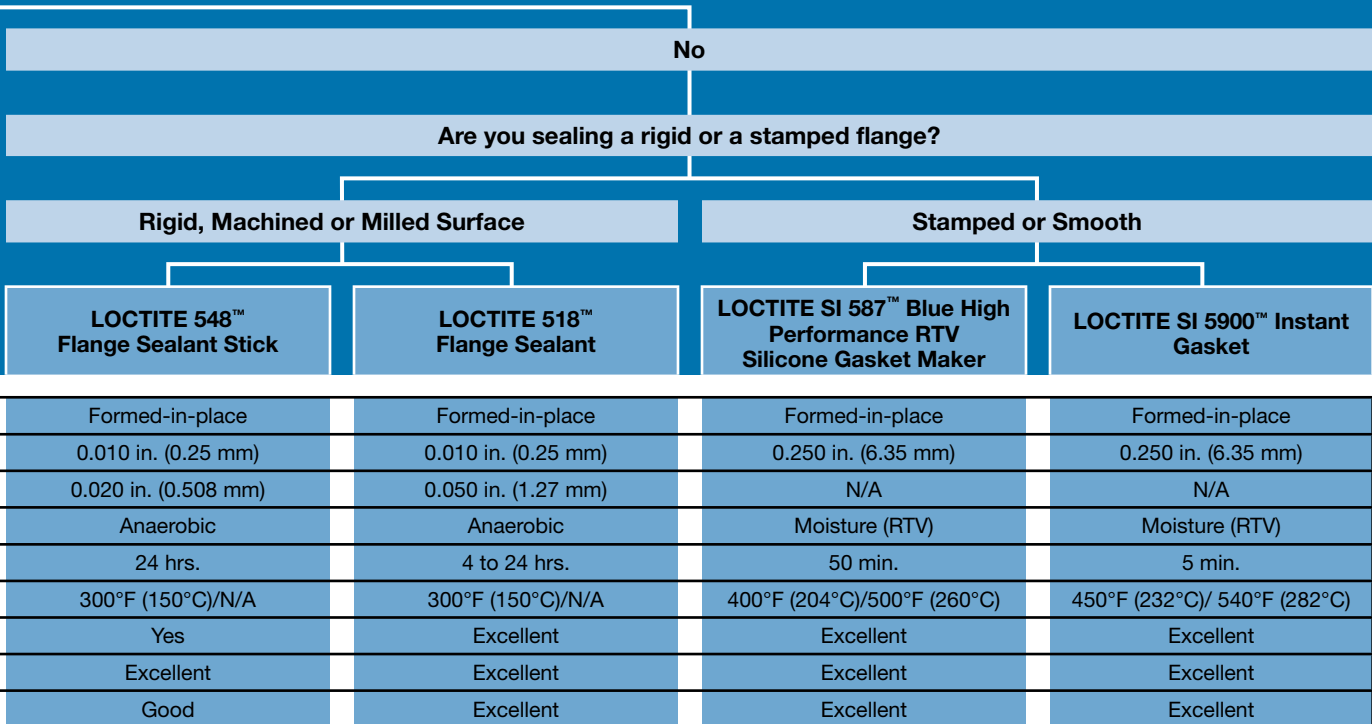 No
Are you sealing a rigid or a stamped flange?
Rigid, Machined or Milled Surface
Stamped or Smooth
LOCTITE 548™
Flange Sealant Stick
LOCTITE 518™
Flange Sealant
LOCTITE SI 587™ Blue High
Performance RTV
Silicone Gasket Maker
LOCTITE SI 5900™ Instant
Gasket
Formed-in-place Formed-in-place Formed-in-place Formed-in-place
0.010 in. (0.25 mm) 0.010 in. (0.25 mm) 0.250 in. (6.35 mm) 0.250 in. (6.35 mm)
0.020 in. (0.508 mm) 0.050 in. (1.27 mm) N/A N/A
Anaerobic Anaerobic Moisture (RTV) Moisture (RTV)
24 hrs. 4 to 24 hrs. 50 min. 5 min.
300°F (150°C)/N/A 300°F (150°C)/N/A 400°F (204°C)/500°F (260°C) 450°F (232°C)/ 540°F (282°C)
Yes Excellent Excellent Excellent
Excellent Excellent Excellent Excellent
Good Excellent Excellent Excellent